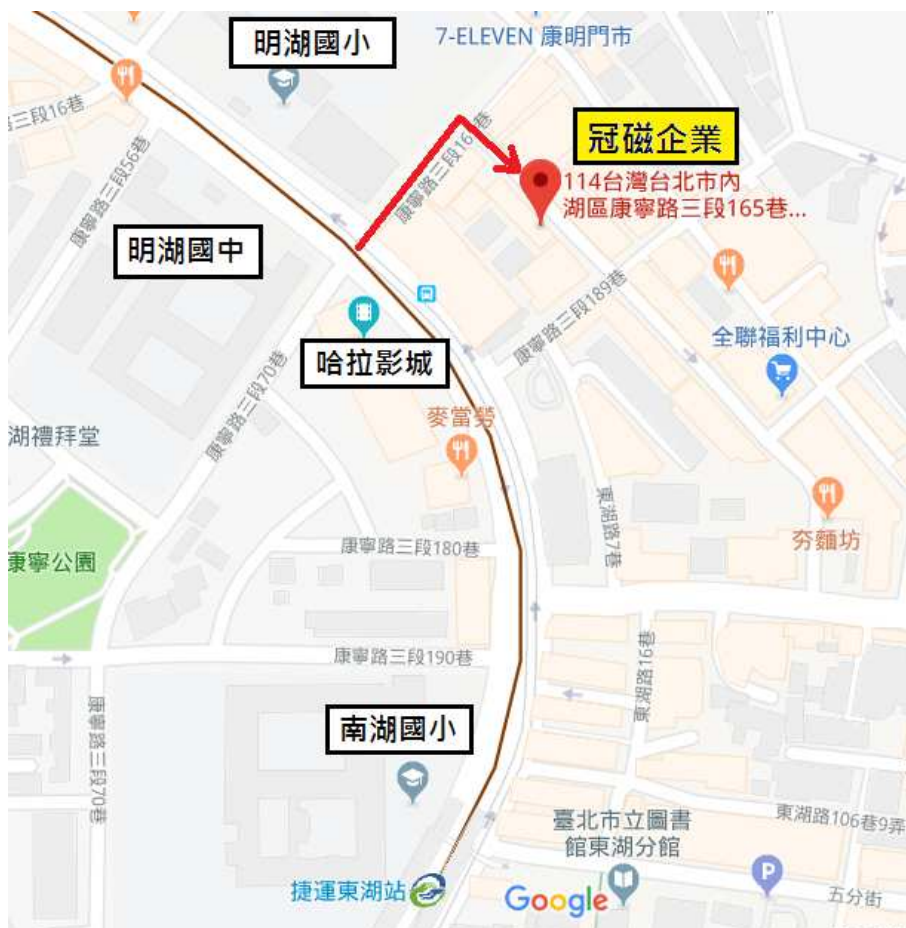 明湖國小
7-ELEVEN 康明門市
三段16巷
康寧路三段56巷
康寧路三段16
巷
冠磁企業
114台灣台北市內
湖區康寧路三段165巷...
明湖國中
哈拉影城
康寧路三段189巷
全聯福利中心
康寧路三段70巷
麥當勞
湖禮拜堂
東湖路7巷
夯麵坊
康寧路三段180巷
康寧公園
康寧路三段190巷
東湖路16巷
南湖國小
康寧路三段70巷
東湖路106巷9弄
臺北市立圖書
館東湖分館
P
五分街
捷運東湖站
Google